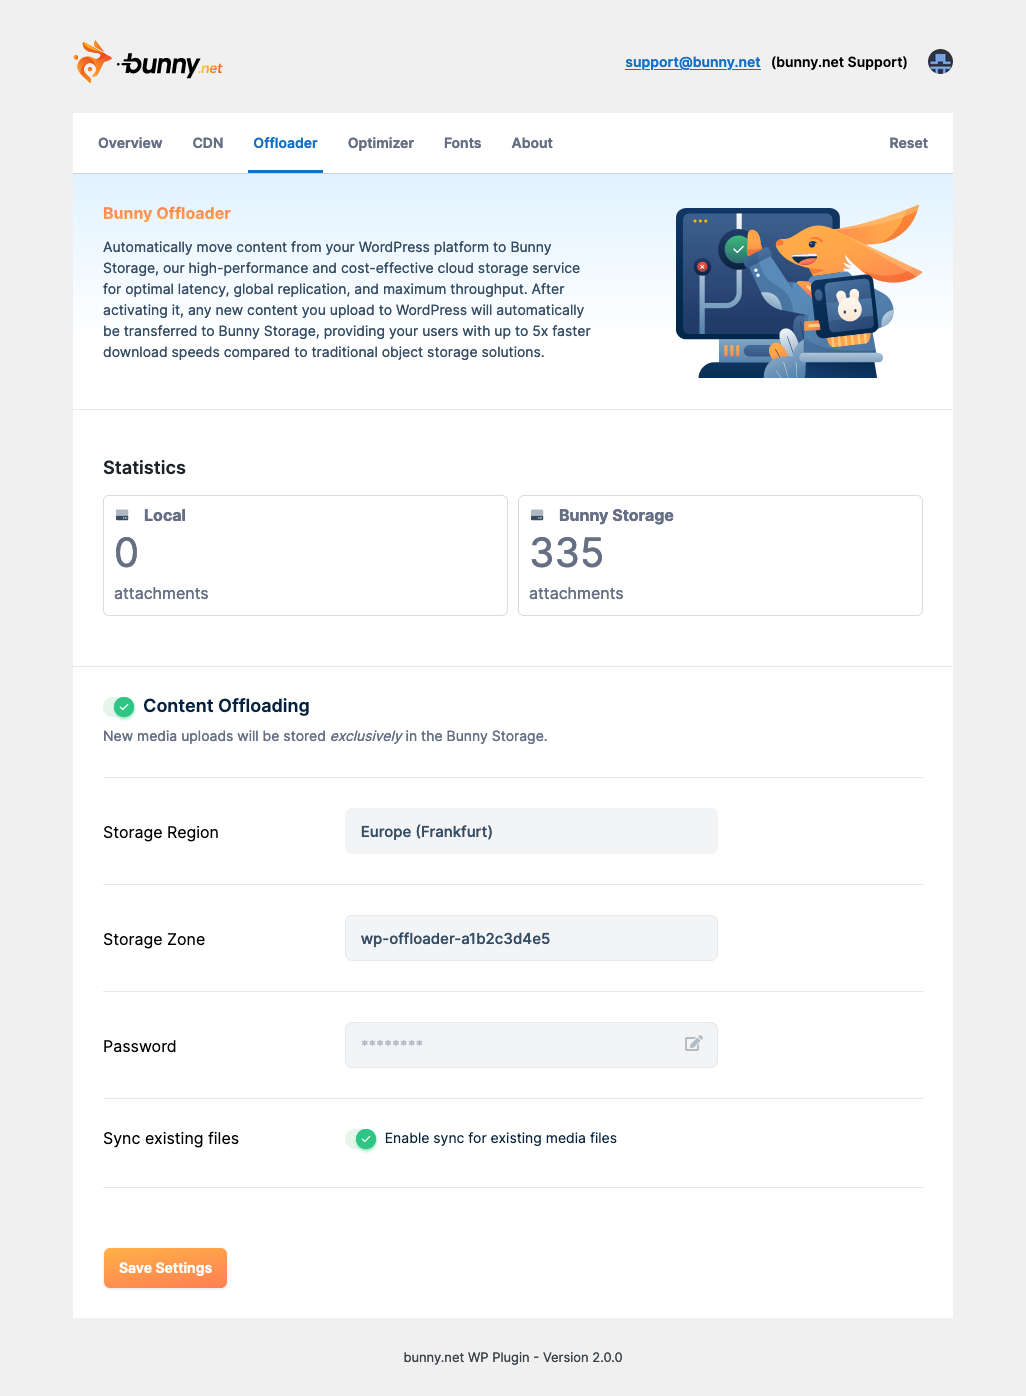 bunny.net
support@bunny.net (bunny.net Support)
Overview CDN Offloader Optimizer Fonts About Reset
Bunny Offloader
Automatically move content from your WordPress platform to Bunny
Storage, our high-performance and cost-effective cloud storage service
for optimal latency, global replication, and maximum throughput. After
activating it, any new content you upload to WordPress will automatically
be transferred to Bunny Storage, providing your users with up to 5x faster
download speeds compared to traditional object storage solutions.
Statistics
Local
0
attachments
Bunny Storage
335
attachments
Content Offloading
New media uploads will be stored exclusively in the Bunny Storage.
Storage Region Europe (Frankfurt)
Storage Zone wp-offloader-a1b2c3d4e5
Password ********
Sync existing files Enable sync for existing media files
Save Settings
bunny.net WP Plugin - Version 2.0.0